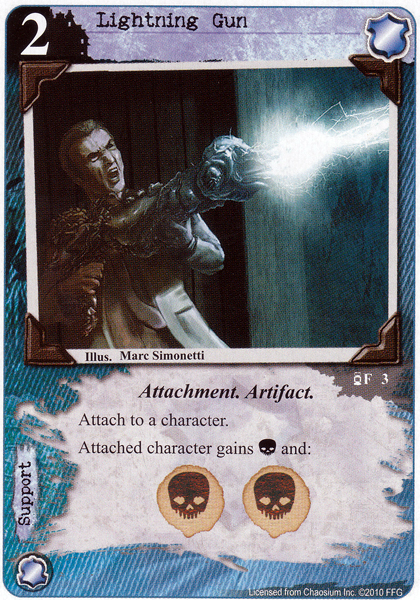 2
Lightning Gun
Illus. Marc Simonetti
F 3
Attachment. Artifact.
Attach to a character.
Attached character gains and:
Support
Licensed from Chaosium Inc. ©2010 FFG